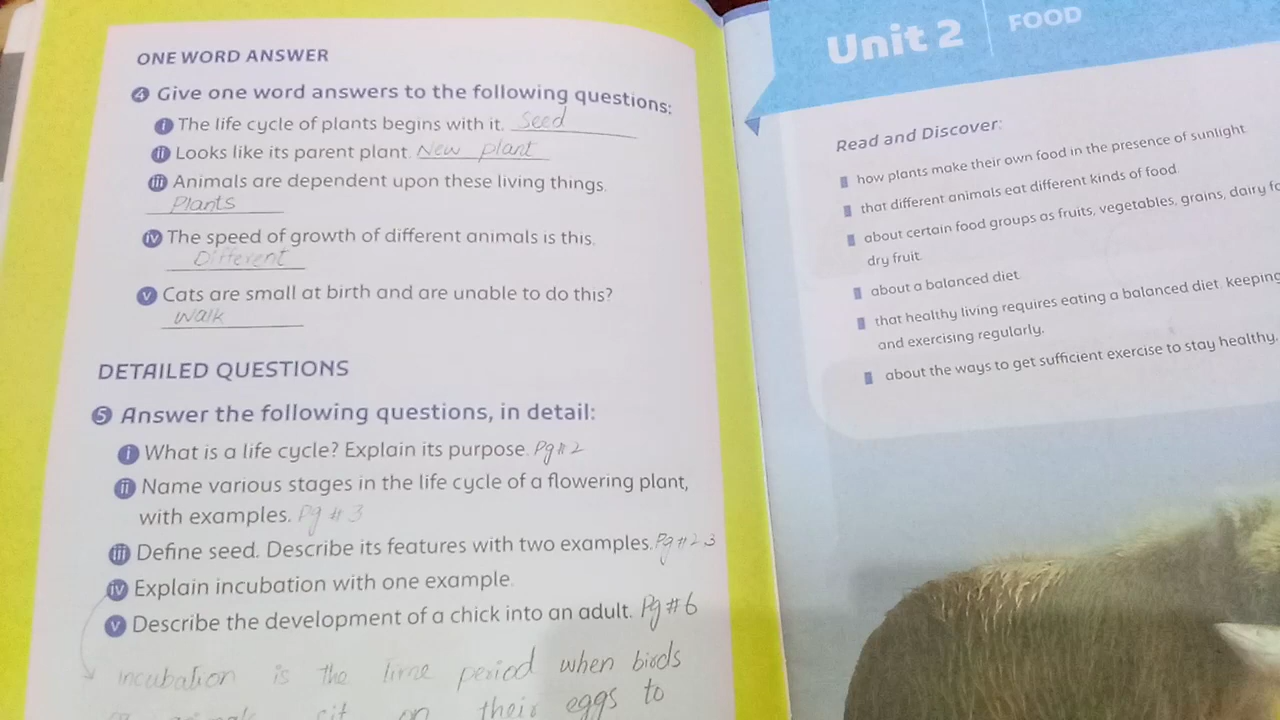 ONE WORD ANSWER
4 Give one word answers to the following questions:
i The life cycle of plants begins with it. Seed
ii Looks like its parent plant. New plant
iii Animals are dependent upon these living things.
Plants
iv The speed of growth of different animals is this.
Different
v Cats are small at birth and are unable to do this?
Walk
DETAILED QUESTIONS
5 Answer the following questions, in detail:
i What is a life cycle? Explain its purpose. Pg # 2
ii Name various stages in the life cycle of a flowering plant,
with examples. Pg # 3
iii Define seed. Describe its features with two examples. Pg # 2,3
iv Explain incubation with one example.
v Describe the development of a chick into an adult. Pg # 6
incubation is the time period when birds
sit on their eggs to
Unit 2 FOOD
Read and Discover:
how plants make their own food in the presence of sunlight.
that different animals eat different kinds of food.
about certain food groups as fruits, vegetables, grains, dairy
dry fruit.
about a balanced diet.
that healthy living requires eating a balanced diet, keeping
and exercising regularly.
about the ways to get sufficient exercise to stay healthy.